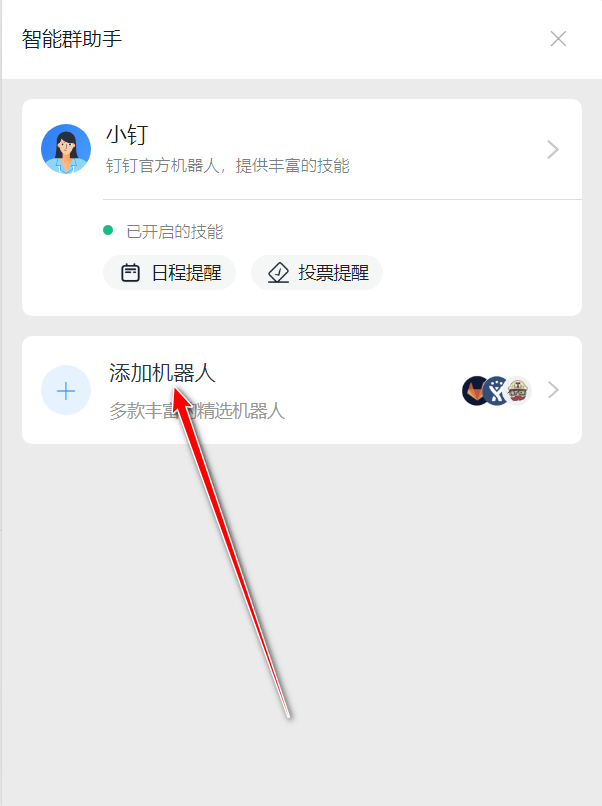 智能群助手
小钉
钉钉官方机器人，提供丰富的技能
已开启的技能
日程提醒 投票提醒
添加机器人
多款丰富的精选机器人